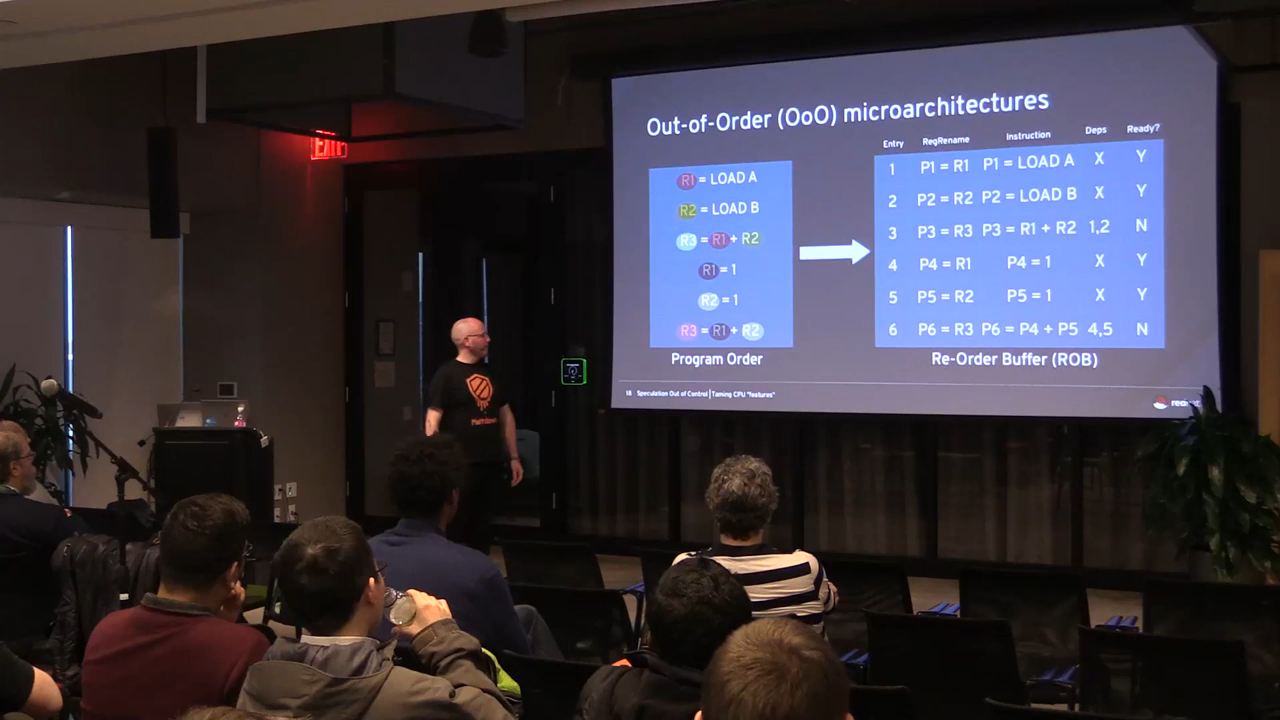 EXIT
Out-of-Order (OoO) microarchitectures
R1 = LOAD A
R2 = LOAD B
R3 = R1 + R2
R1 = 1
R2 = 1
R3 = R1 + R2
Program Order
Entry RegRename Instruction Deps Ready?
1 P1 = R1 P1 = LOAD A X Y
2 P2 = R2 P2 = LOAD B X Y
3 P3 = R3 P3 = R1 + R2 1,2 N
4 P4 = R1 P4 = 1 X Y
5 P5 = R2 P5 = 1 X Y
6 P6 = R3 P6 = P4 + P5 4,5 N
Re-Order Buffer (ROB)
18 Speculation Out of Control | Taming CPU "features"
Meltdown